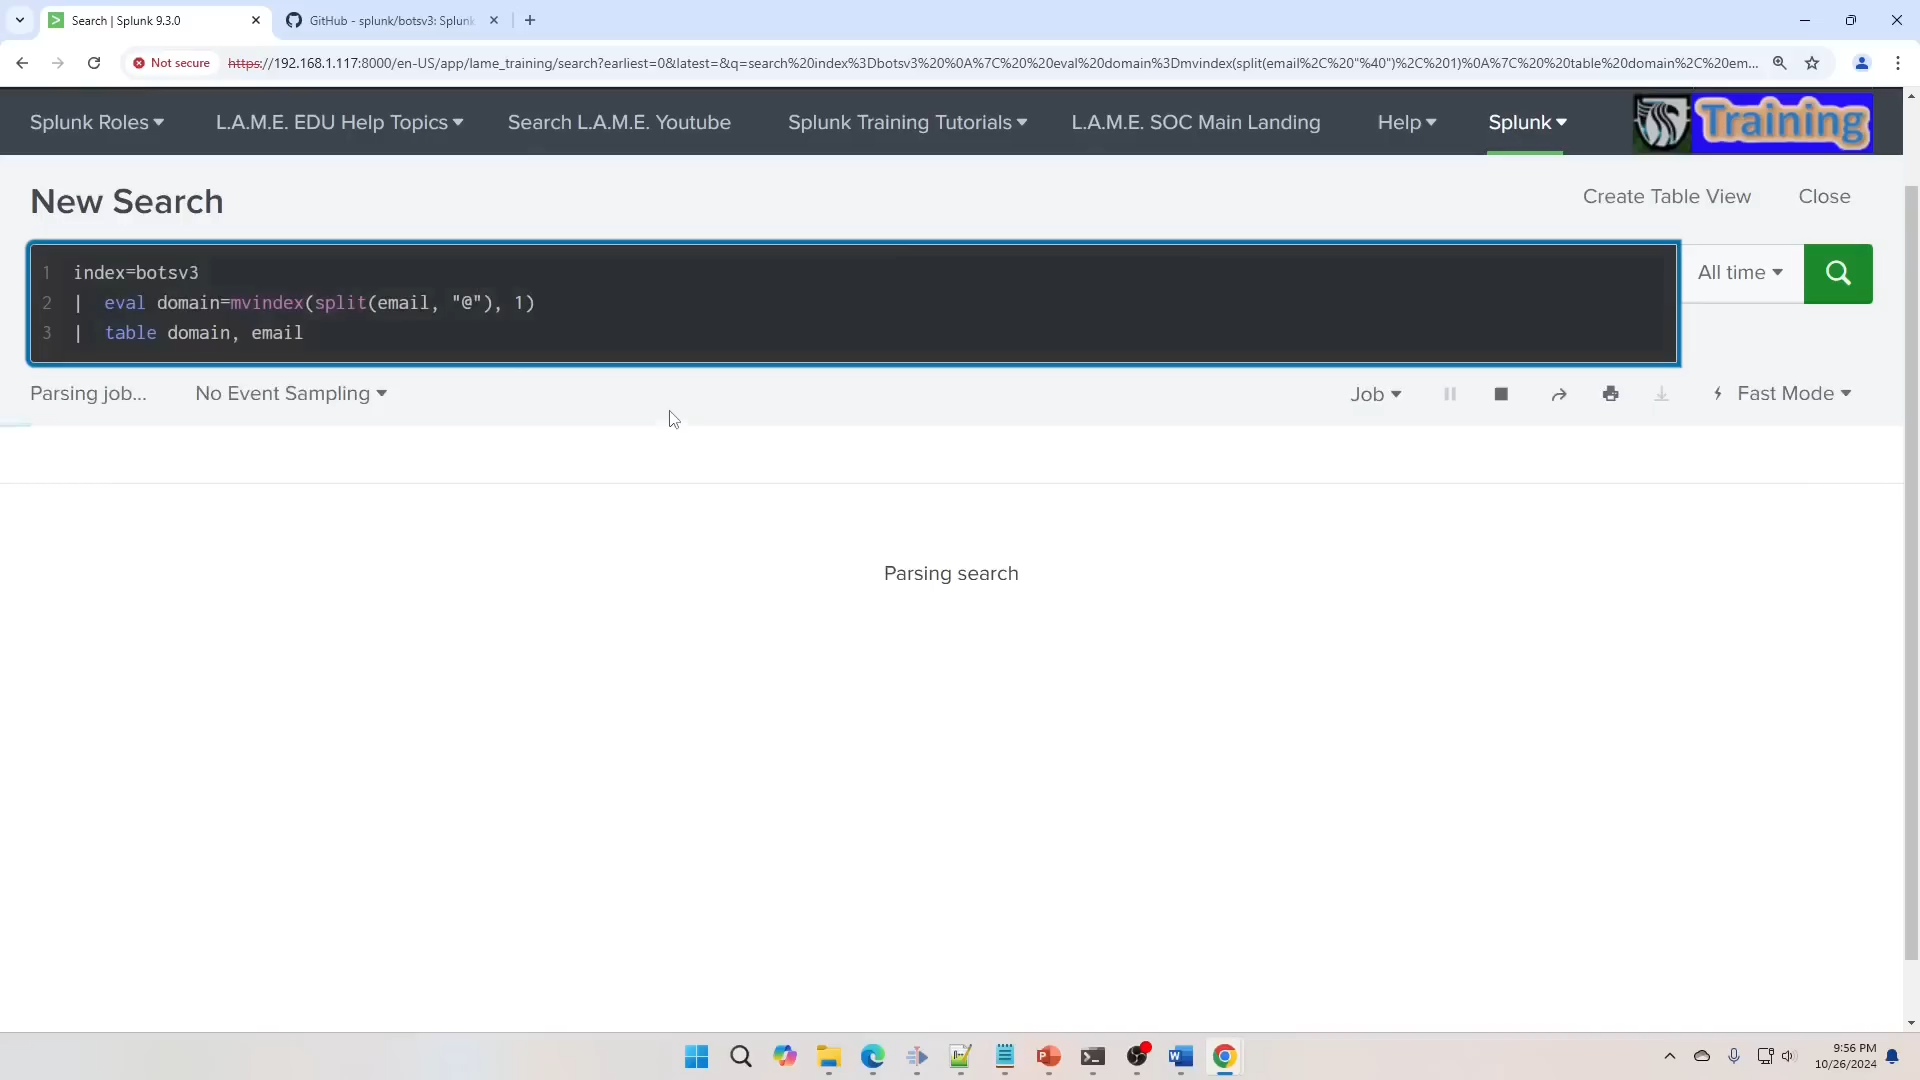 Search | Splunk 9.3.0
GitHub - splunk/botsv3: Splunk
Not secure
https://192.168.1.117:8000/en-US/app/lame_training/search?earliest=0&latest=&q=search%20index%3Dbotsv3%20%0A%7C%20%20eval%20domain%3Dmvindex(split(email%2C%20"%40")%2C%201)%0A%7C%20%20table%20domain%2C%20em...
Splunk Roles
L.A.M.E. EDU Help Topics
Search L.A.M.E. Youtube
Splunk Training Tutorials
L.A.M.E. SOC Main Landing
Help
Splunk
Training
New Search
Create Table View
Close
1 index=botsv3
2 |  eval domain=mvindex(split(email, "@"), 1)
3 |  table domain, email
All time
Parsing job...
No Event Sampling
Job
Fast Mode
Parsing search
9:56 PM
10/26/2024